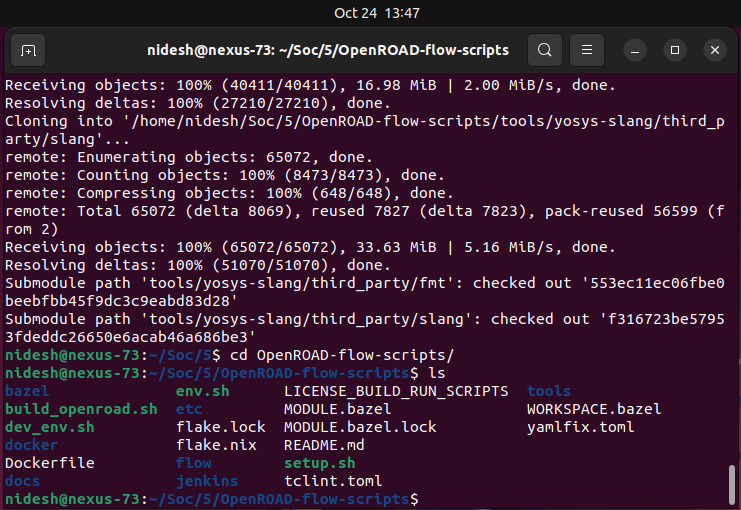 Oct 24 13:47
nidesh@nexus-73: ~/Soc/5/OpenROAD-flow-scripts
Receiving objects: 100% (40411/40411), 16.98 MiB | 2.00 MiB/s, done.
Resolving deltas: 100% (27210/27210), done.
Cloning into '/home/nidesh/Soc/5/OpenROAD-flow-scripts/tools/yosys-slang/third_p
arty/slang'...
remote: Enumerating objects: 65072, done.
remote: Counting objects: 100% (8473/8473), done.
remote: Compressing objects: 100% (648/648), done.
remote: Total 65072 (delta 8069), reused 7827 (delta 7823), pack-reused 56599 (f
rom 2)
Receiving objects: 100% (65072/65072), 33.63 MiB | 5.16 MiB/s, done.
Resolving deltas: 100% (51070/51070), done.
Submodule path 'tools/yosys-slang/third_party/fmt': checked out '553ec11ec06fbe0
beebfbb45f9dc3c9eabd83d28'
Submodule path 'tools/yosys-slang/third_party/slang': checked out 'f316723be5795
3fdeddc26650e6acab46a686be3'
nidesh@nexus-73:~/Soc/5$ cd OpenROAD-flow-scripts/
nidesh@nexus-73:~/Soc/5/OpenROAD-flow-scripts$ ls
bazel env.sh LICENSE_BUILD_RUN_SCRIPTS tools
build_openroad.sh etc MODULE.bazel WORKSPACE.bazel
dev_env.sh flake.lock MODULE.bazel.lock yamlfix.toml
docker flake.nix README.md
Dockerfile flow setup.sh
docs jenkins tclint.toml
nidesh@nexus-73:~/Soc/5/OpenROAD-flow-scripts$